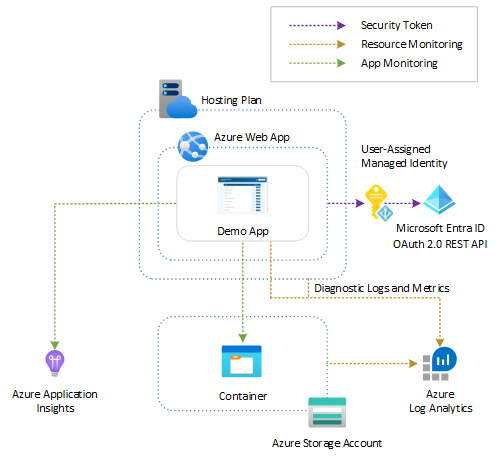 Security Token
Resource Monitoring
App Monitoring
Hosting Plan
Azure Web App
User-Assigned
Managed Identity
Demo App
Microsoft Entra ID
OAuth 2.0 REST API
Diagnostic Logs and Metrics
Azure Application
Insights
Container
Azure
Log Analytics
Azure Storage Account